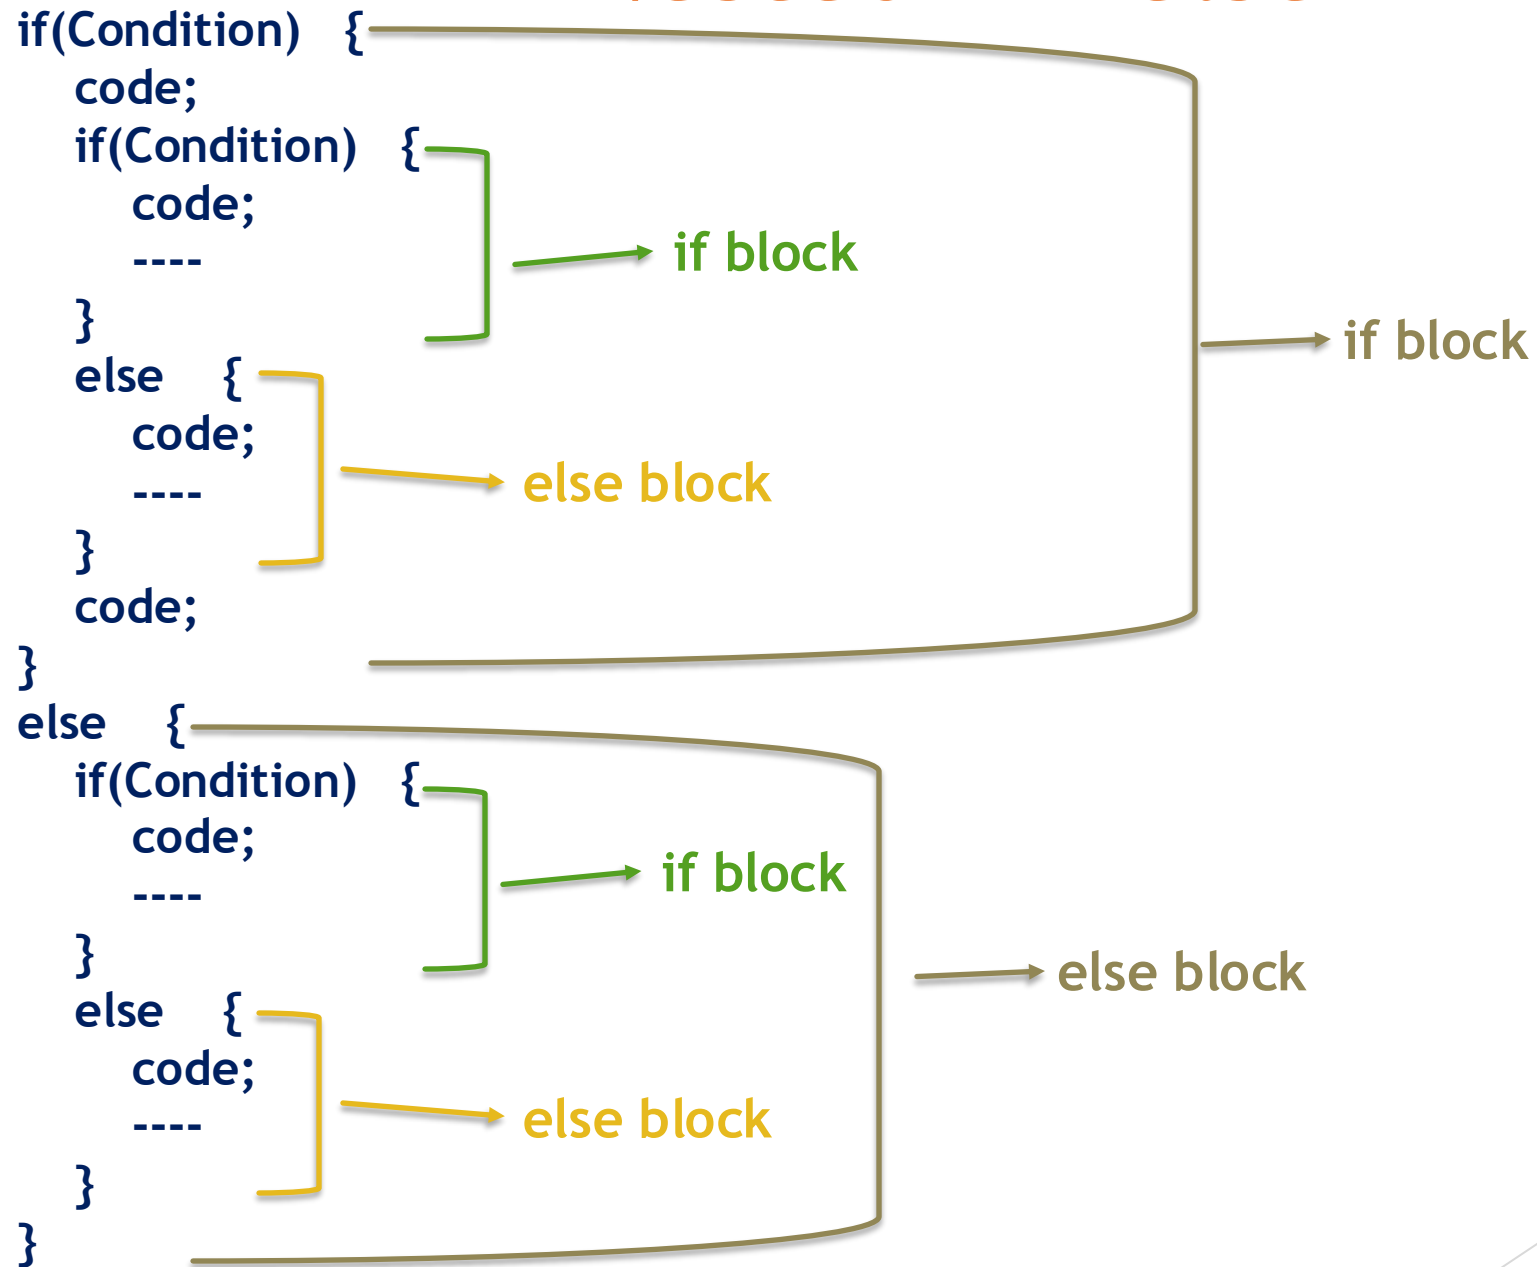 if(Condition) {
code;
if(Condition) {
code;
----
if block
}
if block
else {
code;
----
else block
}
code;
}
else {
if(Condition) {
code;
----
if block
}
else block
else {
code;
----
else block
}
}